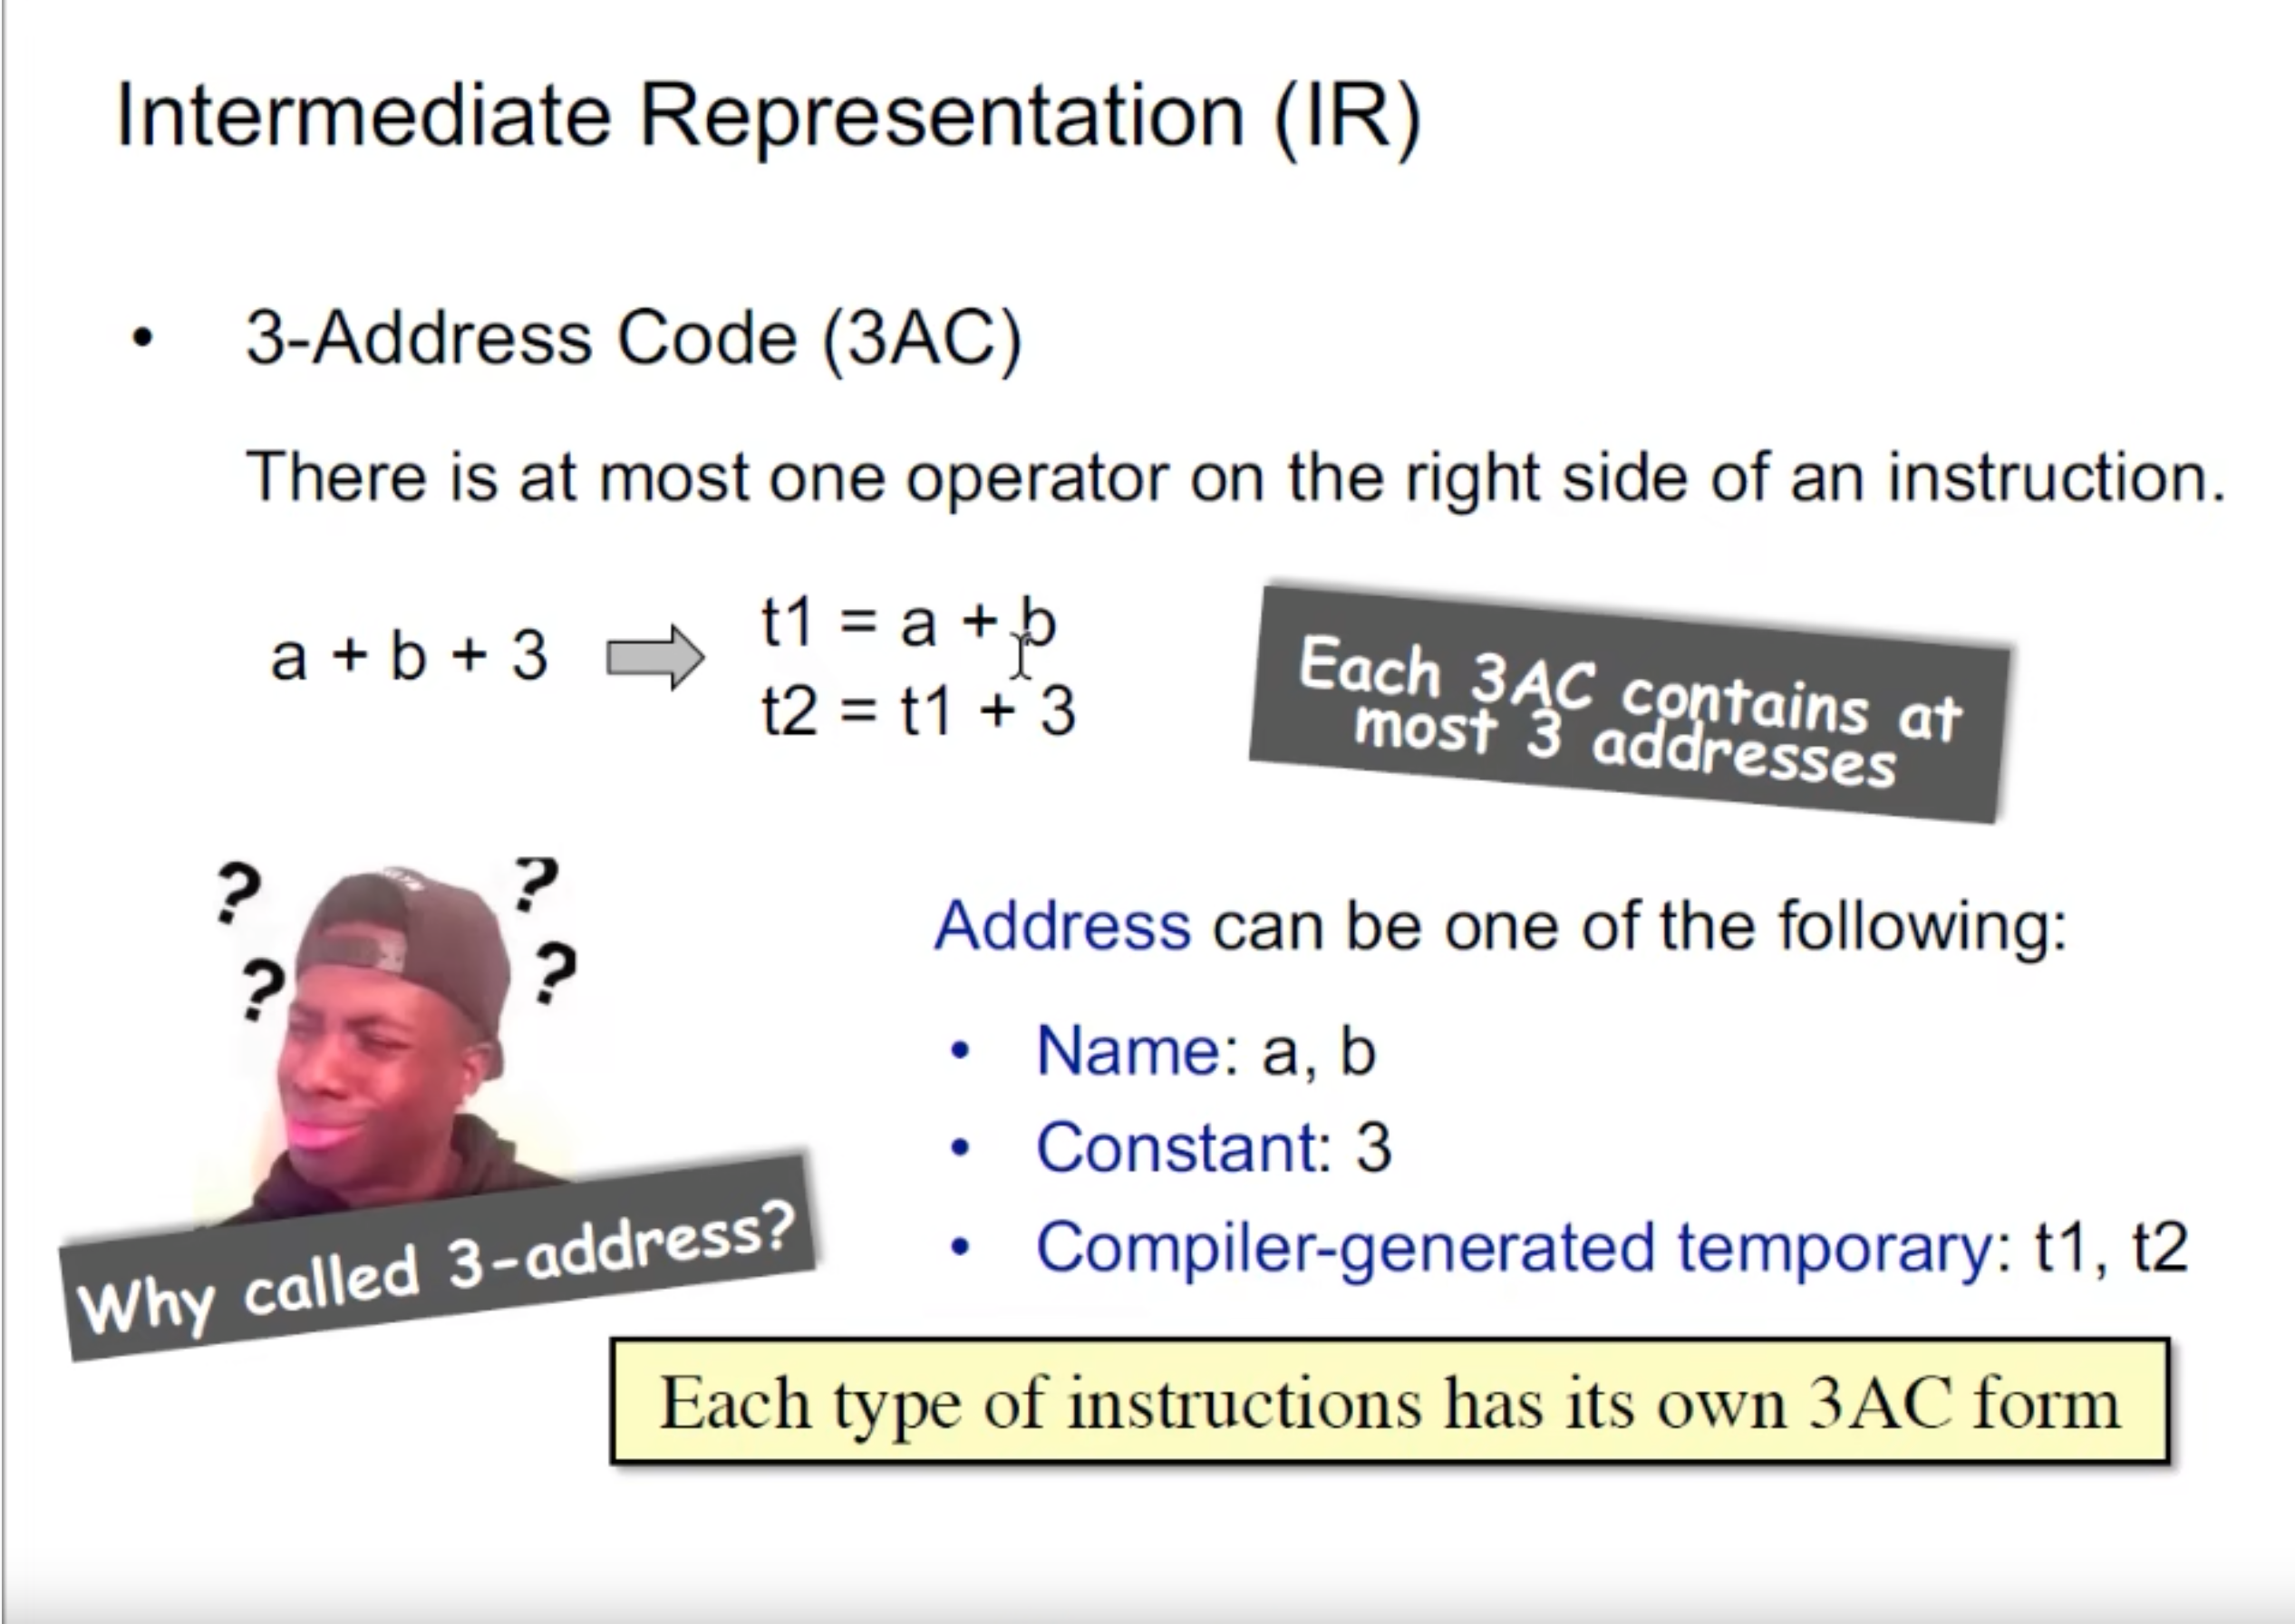 Intermediate Representation (IR)
• 3-Address Code (3AC)
There is at most one operator on the right side of an instruction.
a + b + 3
t1 = a + b
t2 = t1 + 3
Each 3AC contains at
most 3 addresses
? ?
? ?
Why called 3-address?
Address can be one of the following:
• Name: a, b
• Constant: 3
• Compiler-generated temporary: t1, t2
Each type of instructions has its own 3AC form